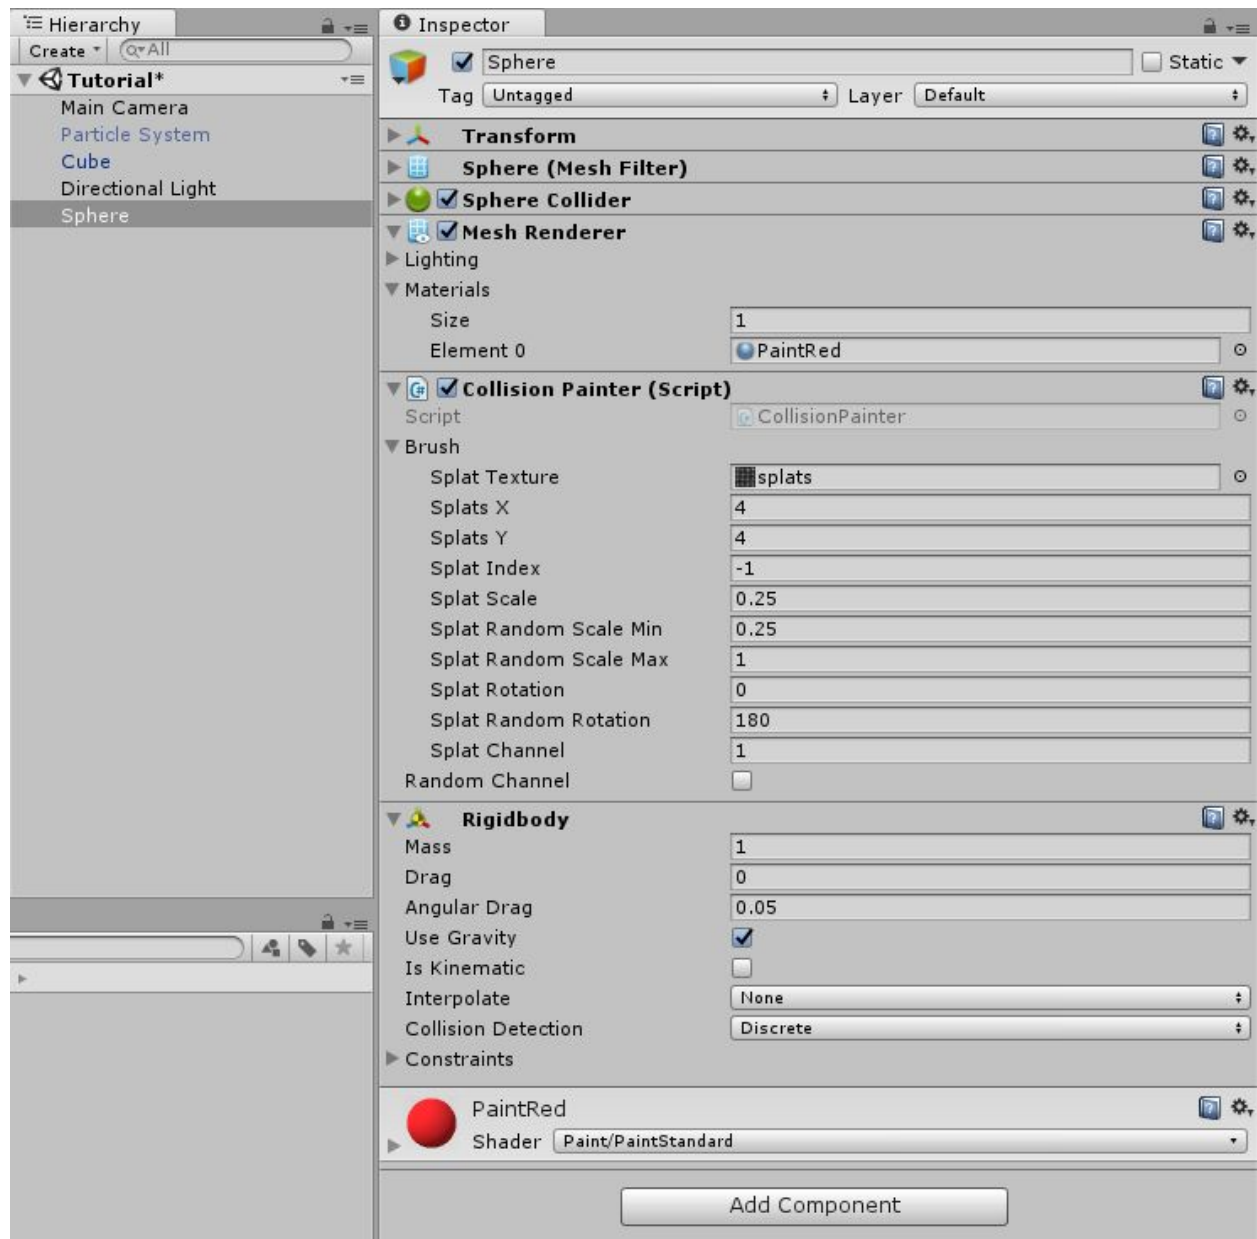 Hierarchy
Create
All
Tutorial*
Main Camera
Particle System
Cube
Directional Light
Sphere
Inspector
Sphere
Static
Tag Untagged Layer Default
Transform
Sphere (Mesh Filter)
Sphere Collider
Mesh Renderer
Lighting
Materials
Size 1
Element 0 PaintRed
Collision Painter (Script)
Script CollisionPainter
Brush
Splat Texture splats
Splats X 4
Splats Y 4
Splat Index -1
Splat Scale 0.25
Splat Random Scale Min 0.25
Splat Random Scale Max 1
Splat Rotation 0
Splat Random Rotation 180
Splat Channel 1
Random Channel
Rigidbody
Mass 1
Drag 0
Angular Drag 0.05
Use Gravity
Is Kinematic
Interpolate None
Collision Detection Discrete
Constraints
PaintRed
Shader Paint/PaintStandard
Add Component